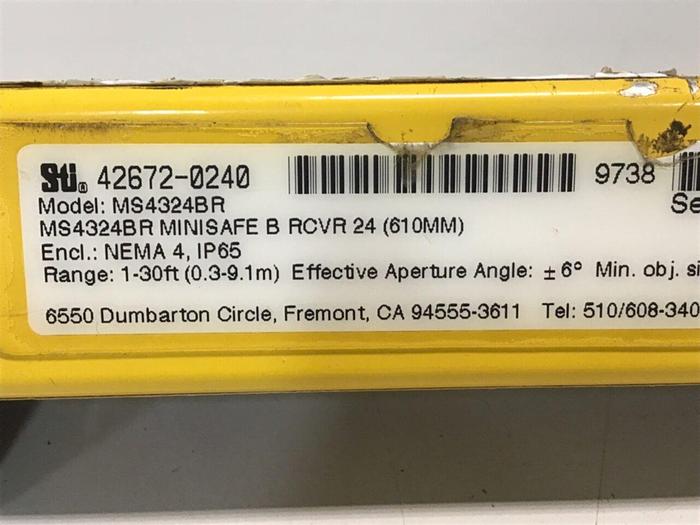 Sti® 42672-0240 9738
Se
Model: MS4324BR
MS4324BR MINISAFE B RCVR 24 (610MM)
Encl.: NEMA 4, IP65
Range: 1-30ft (0.3-9.1m) Effective Aperture Angle: ± 6° Min. obj. si
6550 Dumbarton Circle, Fremont, CA 94555-3611 Tel: 510/608-340